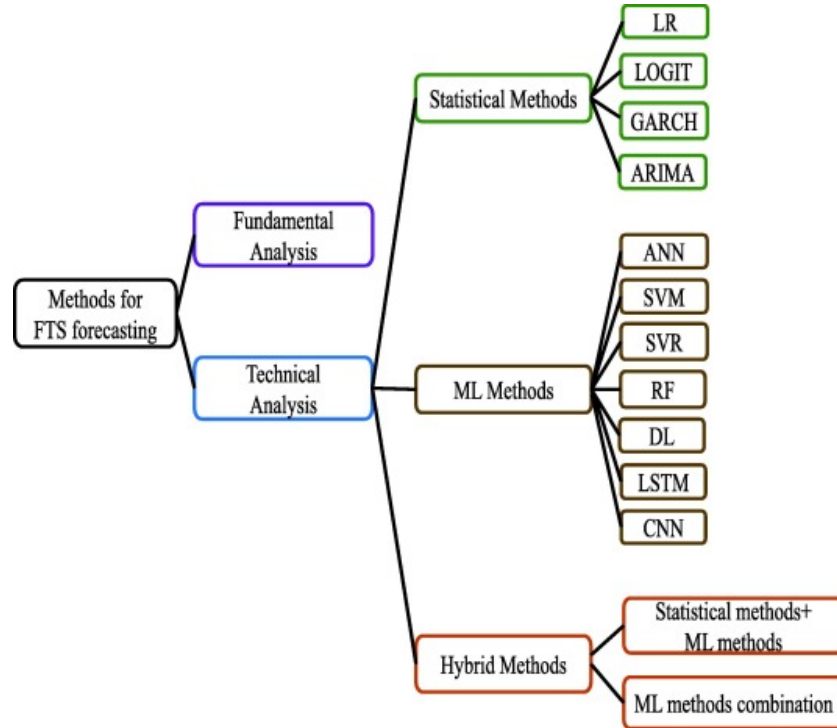 Methods for
FTS forecasting
Fundamental
Analysis
Technical
Analysis
Statistical Methods
LR
LOGIT
GARCH
ARIMA
ML Methods
ANN
SVM
SVR
RF
DL
LSTM
CNN
Hybrid Methods
Statistical methods+
ML methods
ML methods combination